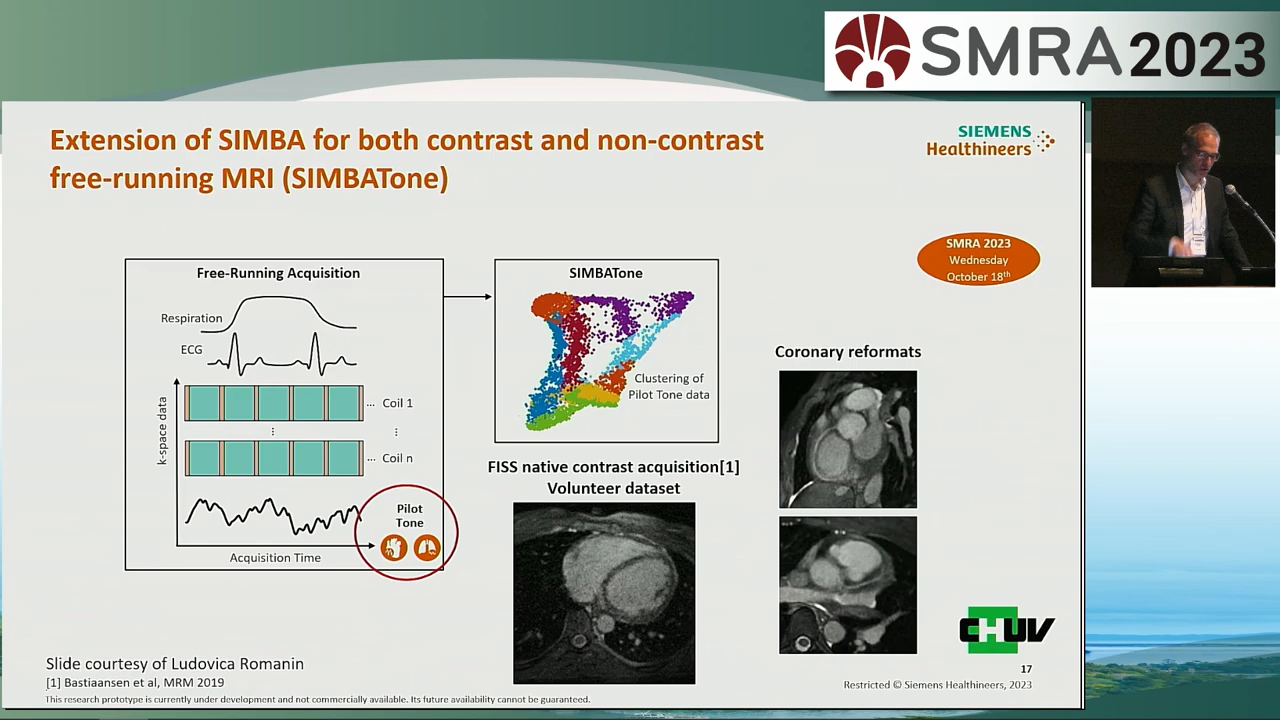 SMRA 2023
Extension of SIMBA for both contrast and non-contrast
free-running MRI (SIMBATone)
SIEMENS
Healthineers
SMRA 2023
Wednesday
October 18th
Free-Running Acquisition
Respiration
ECG
k-space data
... Coil 1
⋮
⋮
... Coil n
Pilot
Tone
Acquisition Time
SIMBATone
Clustering of
Pilot Tone data
FISS native contrast acquisition[1]
Volunteer dataset
Coronary reformats
CHUV
Slide courtesy of Ludovica Romanin
[1] Bastiaansen et al, MRM 2019
This research prototype is currently under development and not commercially available. Its future availability cannot be guaranteed.
17
Restricted © Siemens Healthineers, 2023